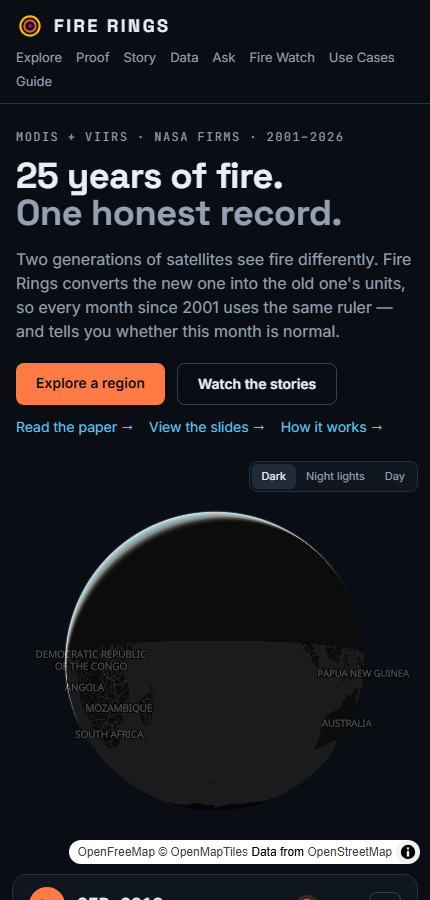 FIRE RINGS
Explore Proof Story Data Ask Fire Watch Use Cases
Guide
MODIS + VIIRS · NASA FIRMS · 2001–2026
25 years of fire.
One honest record.
Two generations of satellites see fire differently. Fire
Rings converts the new one into the old one's units,
so every month since 2001 uses the same ruler —
and tells you whether this month is normal.
Explore a region Watch the stories
Read the paper → View the slides → How it works →
Dark Night lights Day
DEMOCRATIC REPUBLIC
OF THE CONGO
PAPUA NEW GUINEA
ANGOLA
MOZAMBIQUE
AUSTRALIA
SOUTH AFRICA
OpenFreeMap © OpenMapTiles Data from OpenStreetMap